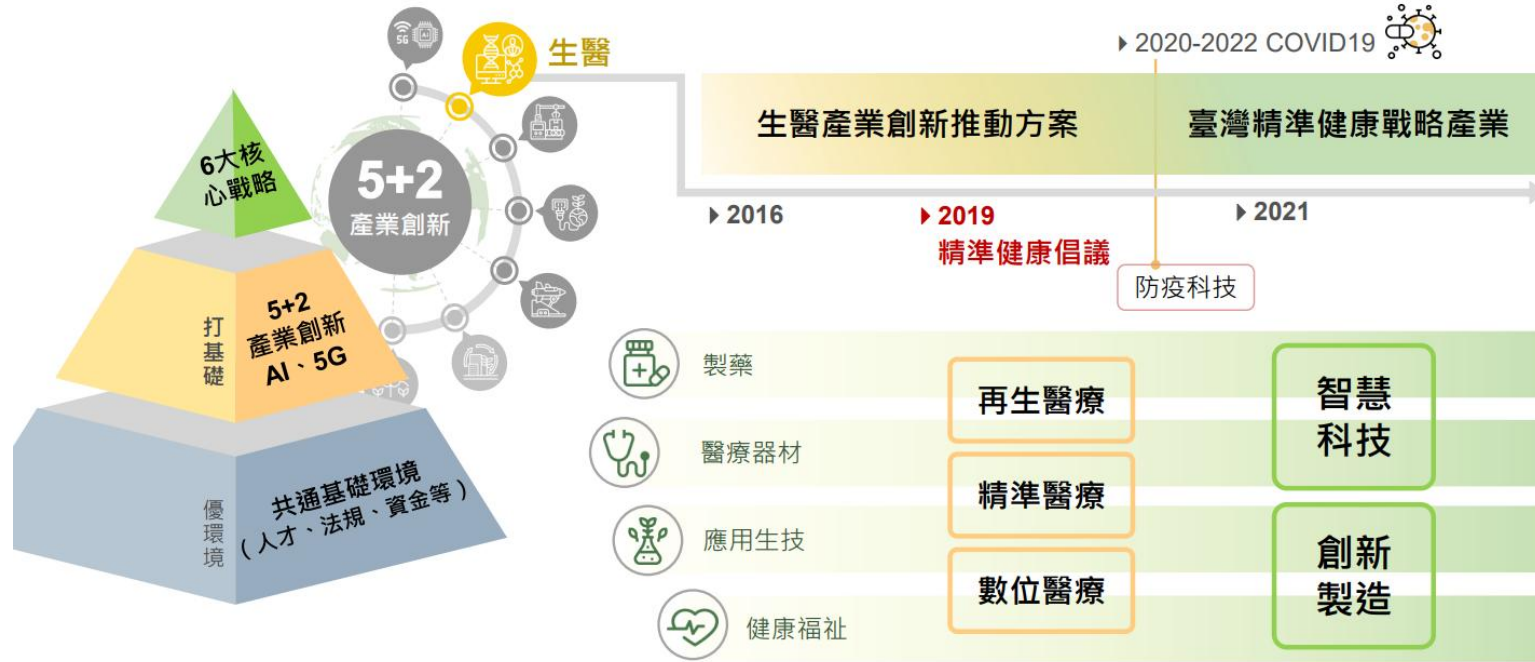 5G
生醫
5+2
產業創新
6大核
心戰略
打基礎
5+2
產業創新
AI、5G
優環境
共通基礎環境
(人才、法規、資金等)
2020-2022 COVID19
生醫產業創新推動方案
臺灣精準健康戰略產業
2016
2019
精準健康倡議
2021
防疫科技
製藥
醫療器材
應用生技
健康福祉
再生醫療
精準醫療
數位醫療
智慧
科技
創新
製造